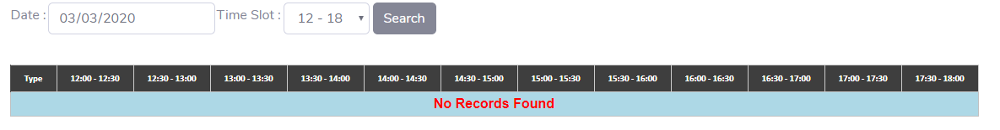 Date : 03/03/2020 Time Slot : 12 - 18 Search
Type 12:00 - 12:30 12:30 - 13:00 13:00 - 13:30 13:30 - 14:00 14:00 - 14:30 14:30 - 15:00 15:00 - 15:30 15:30 - 16:00 16:00 - 16:30 16:30 - 17:00 17:00 - 17:30 17:30 - 18:00
No Records Found